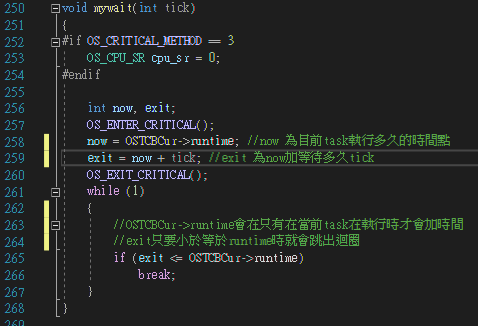 250 void mywait(int tick)
251 {
252 #if OS_CRITICAL_METHOD == 3
253 OS_CPU_SR cpu_sr = 0;
254 #endif
255
256 int now, exit;
257 OS_ENTER_CRITICAL();
258 now = OSTCBCur->runtime; //now 為目前task執行多久的時間點
259 exit = now + tick; //exit 為now加等待多久tick
260 OS_EXIT_CRITICAL();
261 while (1)
262 {
263 //OSTCBCur->runtime會在只有在當前task在執行時才會加時間
264 //exit只要小於等於runtime時就會跳出迴圈
265 if (exit <= OSTCBCur->runtime)
266 break;
267 }
268 }
269